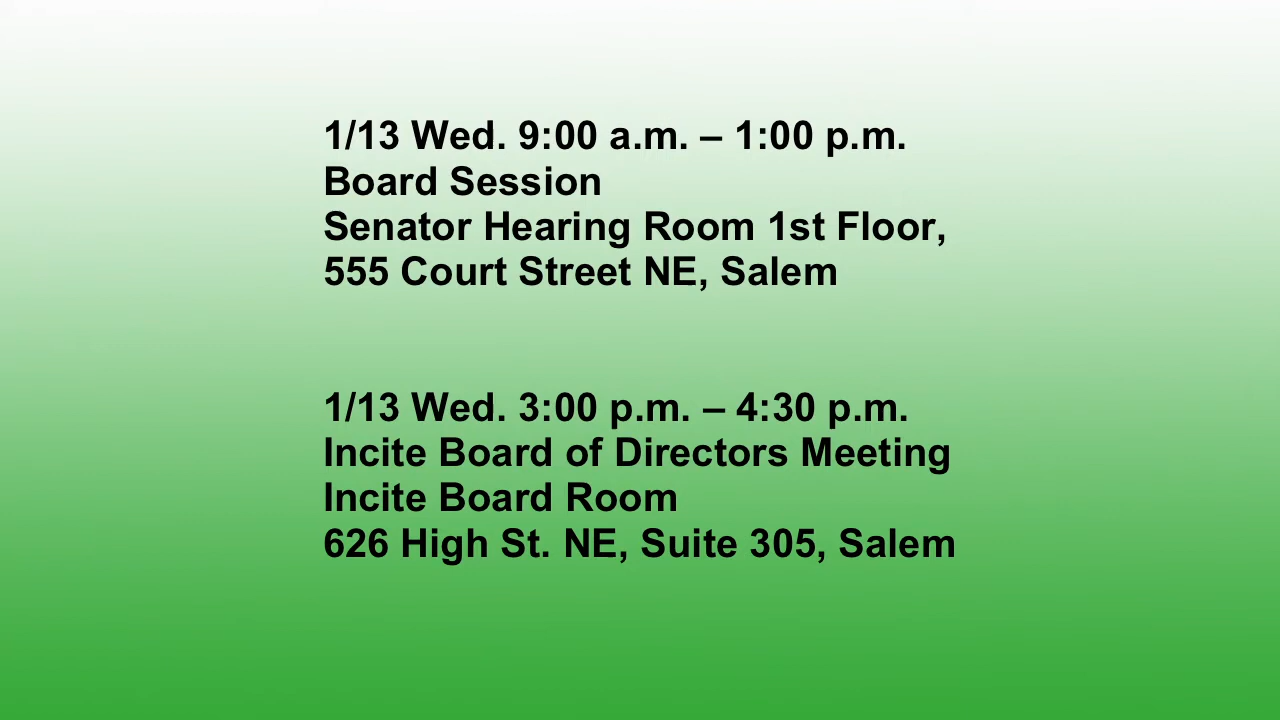 1/13 Wed. 9:00 a.m. – 1:00 p.m.
Board Session
Senator Hearing Room 1st Floor,
555 Court Street NE, Salem
1/13 Wed. 3:00 p.m. – 4:30 p.m.
Incite Board of Directors Meeting
Incite Board Room
626 High St. NE, Suite 305, Salem